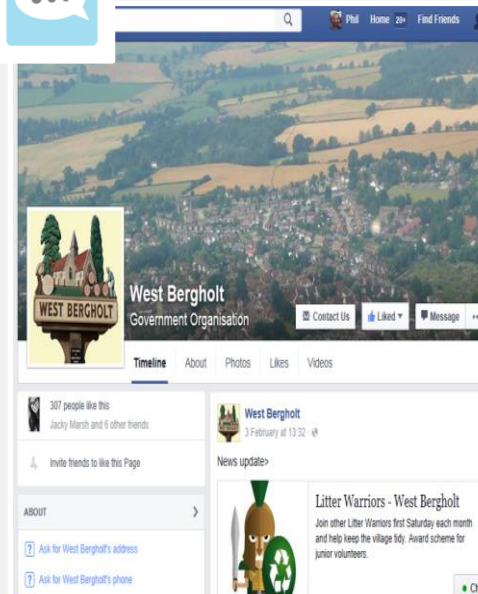 Phil Home 20+ Find Friends
WEST BERGHOLT
West Bergholt
Government Organisation
Contact Us Liked Message
Timeline About Photos Likes Videos
307 people like this
Jacky Marsh and 6 other friends
Invite friends to like this Page
ABOUT
? Ask for West Bergholt's address
? Ask for West Bergholt's phone
West Bergholt
3 February at 13:32
News update>
Litter Warriors - West Bergholt
Join other Litter Warriors first Saturday each month
and help keep the village tidy. Award scheme for
junior volunteers.
Ch